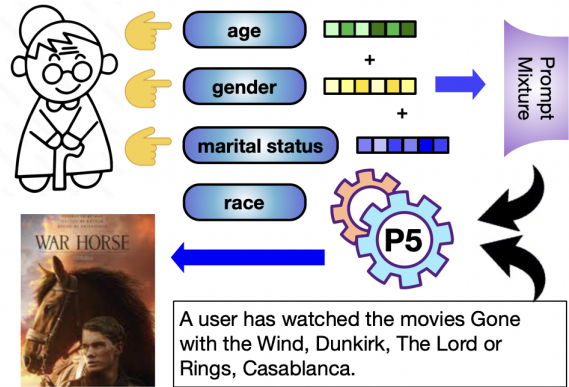 age
+
gender
+
marital status
race
Prompt
Mixture
P5
WAR HORSE
A user has watched the movies Gone
with the Wind, Dunkirk, The Lord or
Rings, Casablanca.